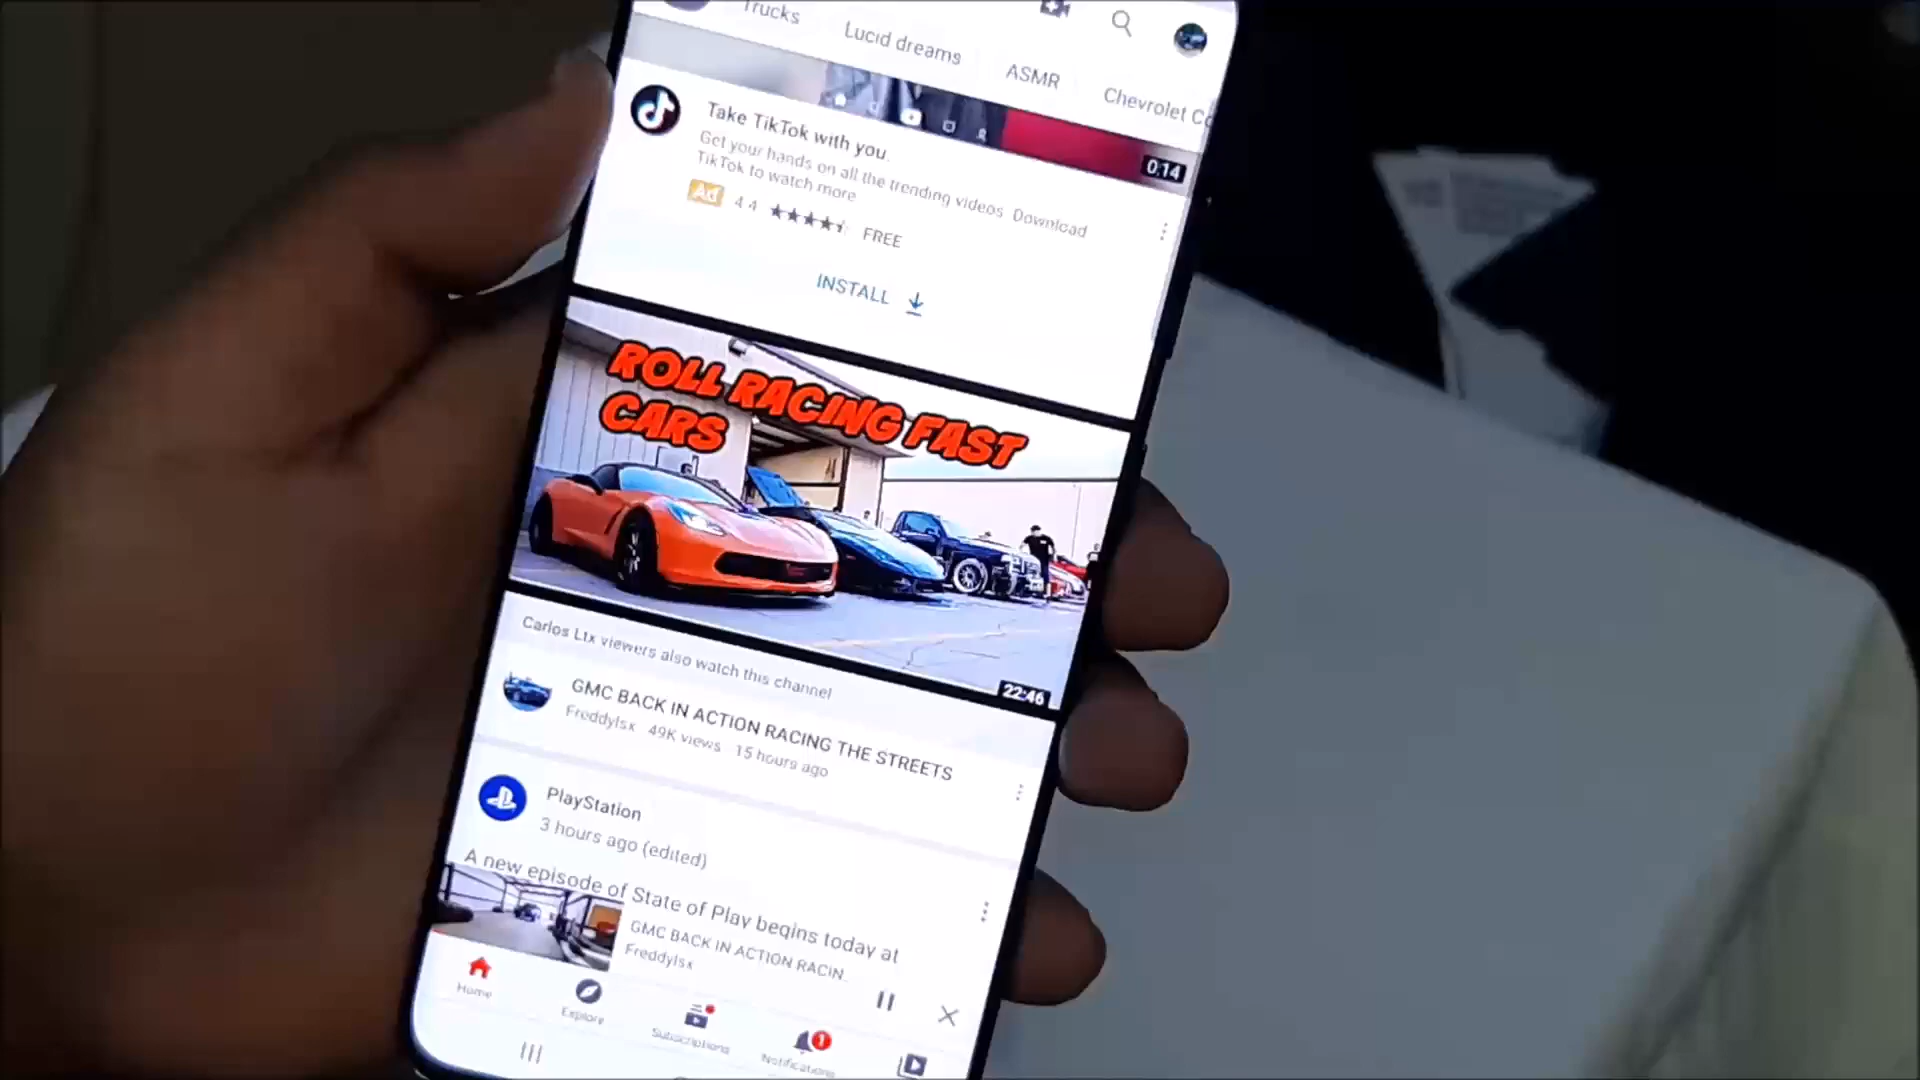 Trucks
Lucid dreams
ASMR
Chevrolet Co
0:14
Take TikTok with you.
Get your hands on all the trending videos. Download
TikTok to watch more
Ad 4.4 FREE
INSTALL
ROLL RACING FAST
CARS
22:46
Carlos Ltx viewers also watch this channel
GMC BACK IN ACTION RACING THE STREETS
Freddylsx 49K views 15 hours ago
PlayStation
3 hours ago (edited)
A new episode of State of Play begins today at
GMC BACK IN ACTION RACIN..
Freddylsx
Home
Explore
Subscriptions
1
Notifications